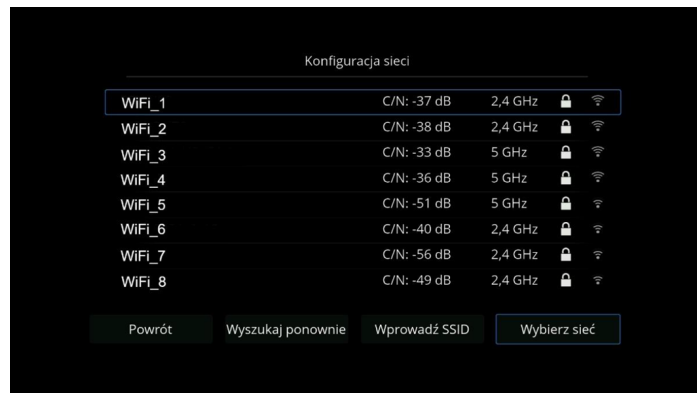 Konfiguracja sieci
WiFi_1 C/N: -37 dB 2,4 GHz
WiFi_2 C/N: -38 dB 2,4 GHz
WiFi_3 C/N: -33 dB 5 GHz
WiFi_4 C/N: -36 dB 5 GHz
WiFi_5 C/N: -51 dB 5 GHz
WiFi_6 C/N: -40 dB 2,4 GHz
WiFi_7 C/N: -56 dB 2,4 GHz
WiFi_8 C/N: -49 dB 2,4 GHz
Powrót Wyszukaj ponownie Wprowadź SSID Wybierz sieć